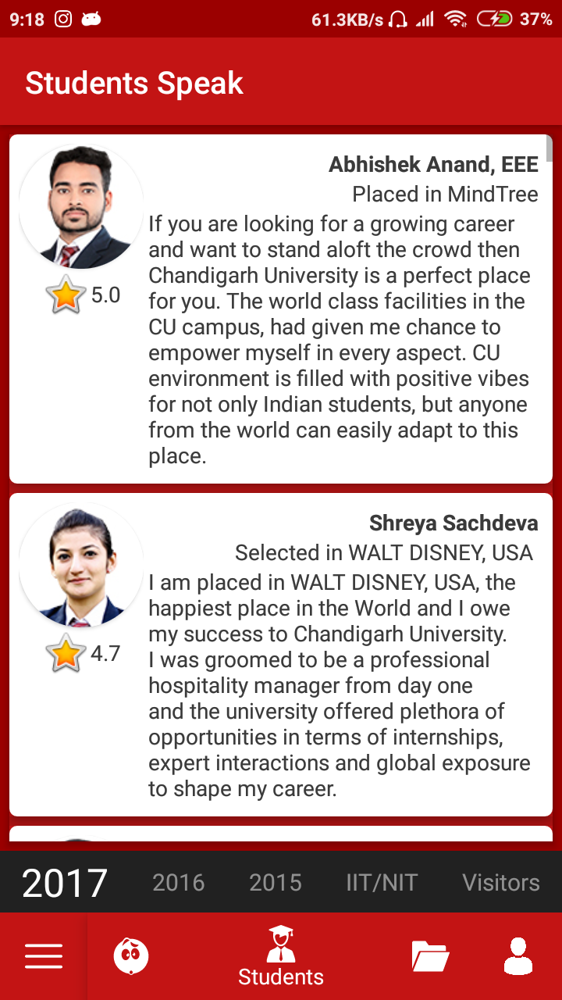 9:18 61.3KB/s 37%
Students Speak
Abhishek Anand, EEE
Placed in MindTree
5.0
If you are looking for a growing career
and want to stand aloft the crowd then
Chandigarh University is a perfect place
for you. The world class facilities in the
CU campus, had given me chance to
empower myself in every aspect. CU
environment is filled with positive vibes
for not only Indian students, but anyone
from the world can easily adapt to this
place.
Shreya Sachdeva
Selected in WALT DISNEY, USA
4.7
I am placed in WALT DISNEY, USA, the
happiest place in the World and I owe
my success to Chandigarh University.
I was groomed to be a professional
hospitality manager from day one
and the university offered plethora of
opportunities in terms of internships,
expert interactions and global exposure
to shape my career.
2017 2016 2015 IIT/NIT Visitors
Students